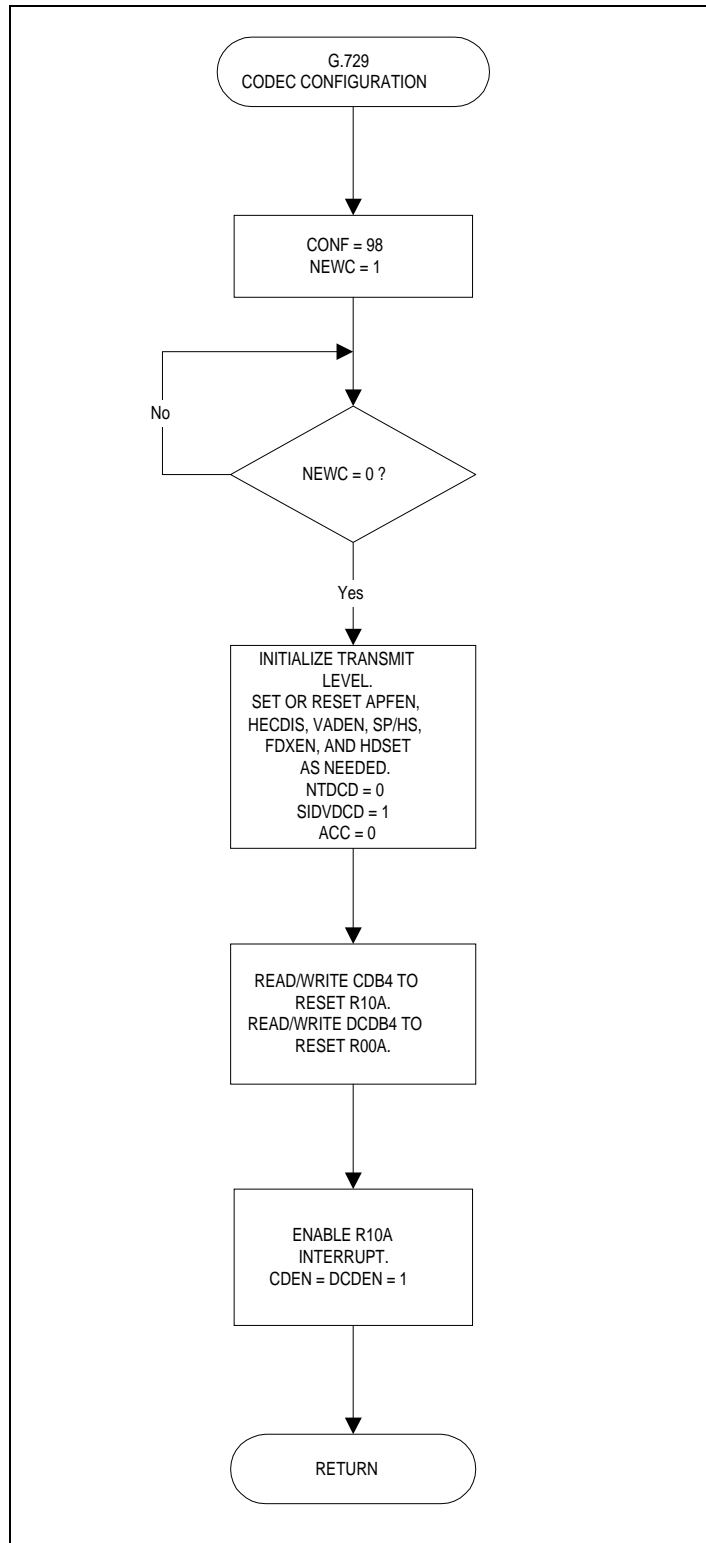 G.729
CODEC CONFIGURATION
CONF = 98
NEWC = 1
No
NEWC = 0 ?
Yes
INITIALIZE TRANSMIT
LEVEL.
SET OR RESET APFEN,
HECDIS, VADEN, SP/HS,
FDXEN, AND HDSET
AS NEEDED.
NTDCD = 0
SIDVDCD = 1
ACC = 0
READ/WRITE CDB4 TO
RESET R10A.
READ/WRITE DCDB4 TO
RESET R00A.
ENABLE R10A
INTERRUPT.
CDEN = DCDEN = 1
RETURN